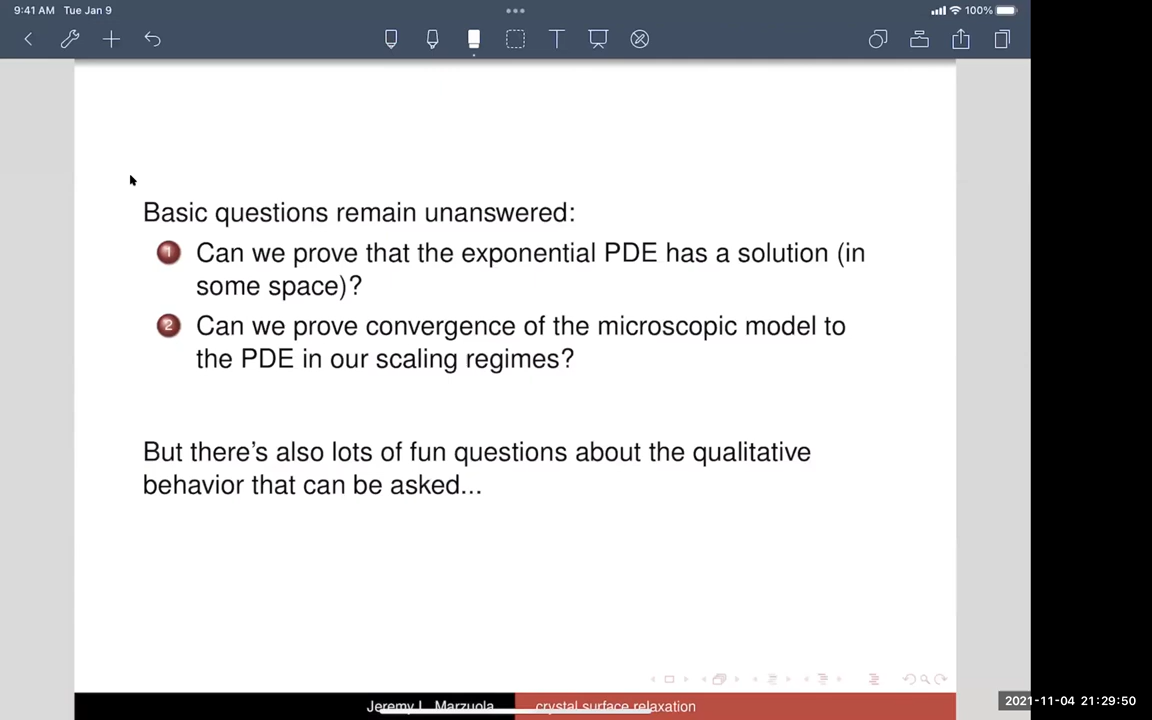 9:41 AM Tue Jan 9
100%
Basic questions remain unanswered:
1 Can we prove that the exponential PDE has a solution (in
some space)?
2 Can we prove convergence of the microscopic model to
the PDE in our scaling regimes?
But there's also lots of fun questions about the qualitative
behavior that can be asked...
Jeremy L. Marzuola crystal surface relaxation
2021-11-04 21:29:50